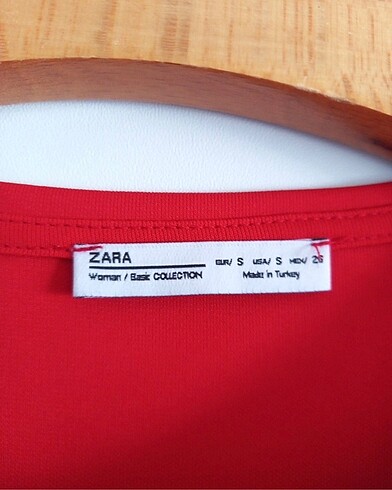 ZARA
Woman / Basic COLLECTION
EUR/ S USA/ S MEX/ 26
Made in Turkey